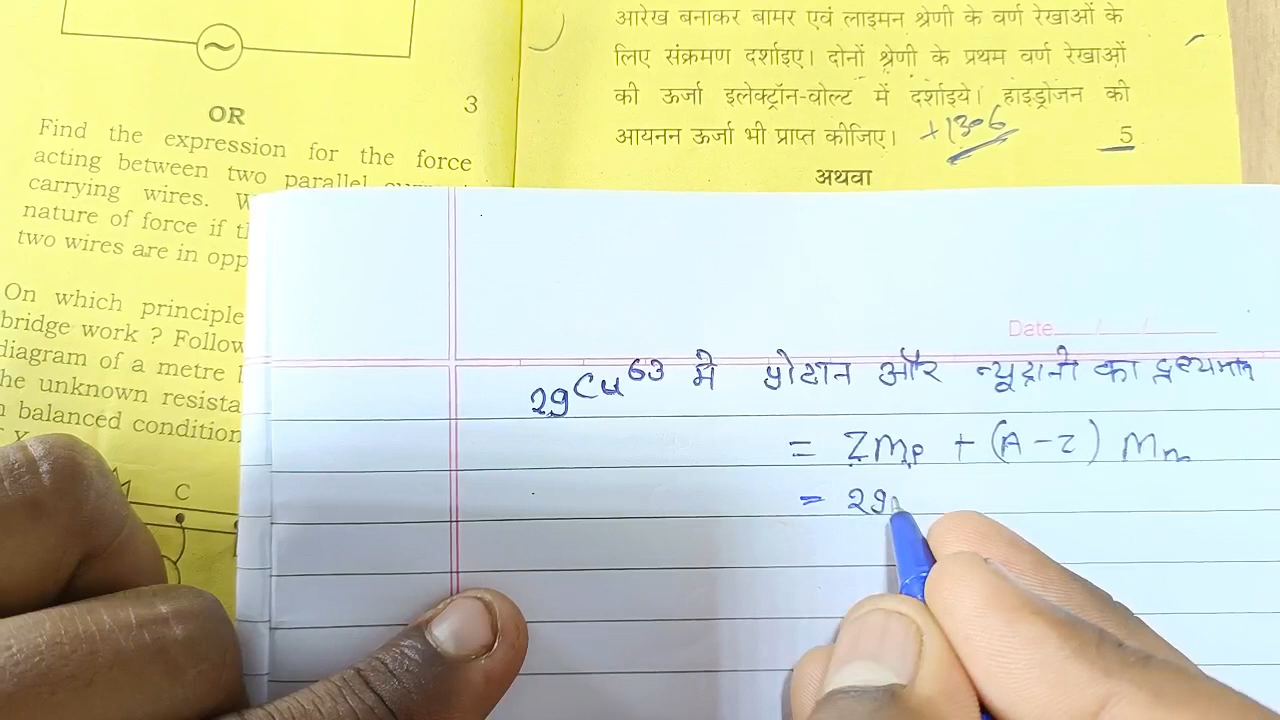 3
OR
Find the expression for the force
acting between two parallel
carrying wires.
nature of force if
two wires are in opp
On which principle
bridge work ? Follow
diagram of a metre
he unknown resista
balanced condition
X
C
आरेख बनाकर बामर एवं लाइमन श्रेणी के वर्ण रेखाओं के
लिए संक्रमण दर्शाइए। दोनों श्रेणी के प्रथम वर्ण रेखाओं
की ऊर्जा इलेक्ट्रॉन-वोल्ट में दर्शाइये। हाइड्रोजन की
आयनन ऊर्जा भी प्राप्त कीजिए।
5
अथवा
Date
29Cu63 मे प्रोटान और न्यूट्रानो का द्रव्यमान
= ZMp + (A-Z) Mn
= 29